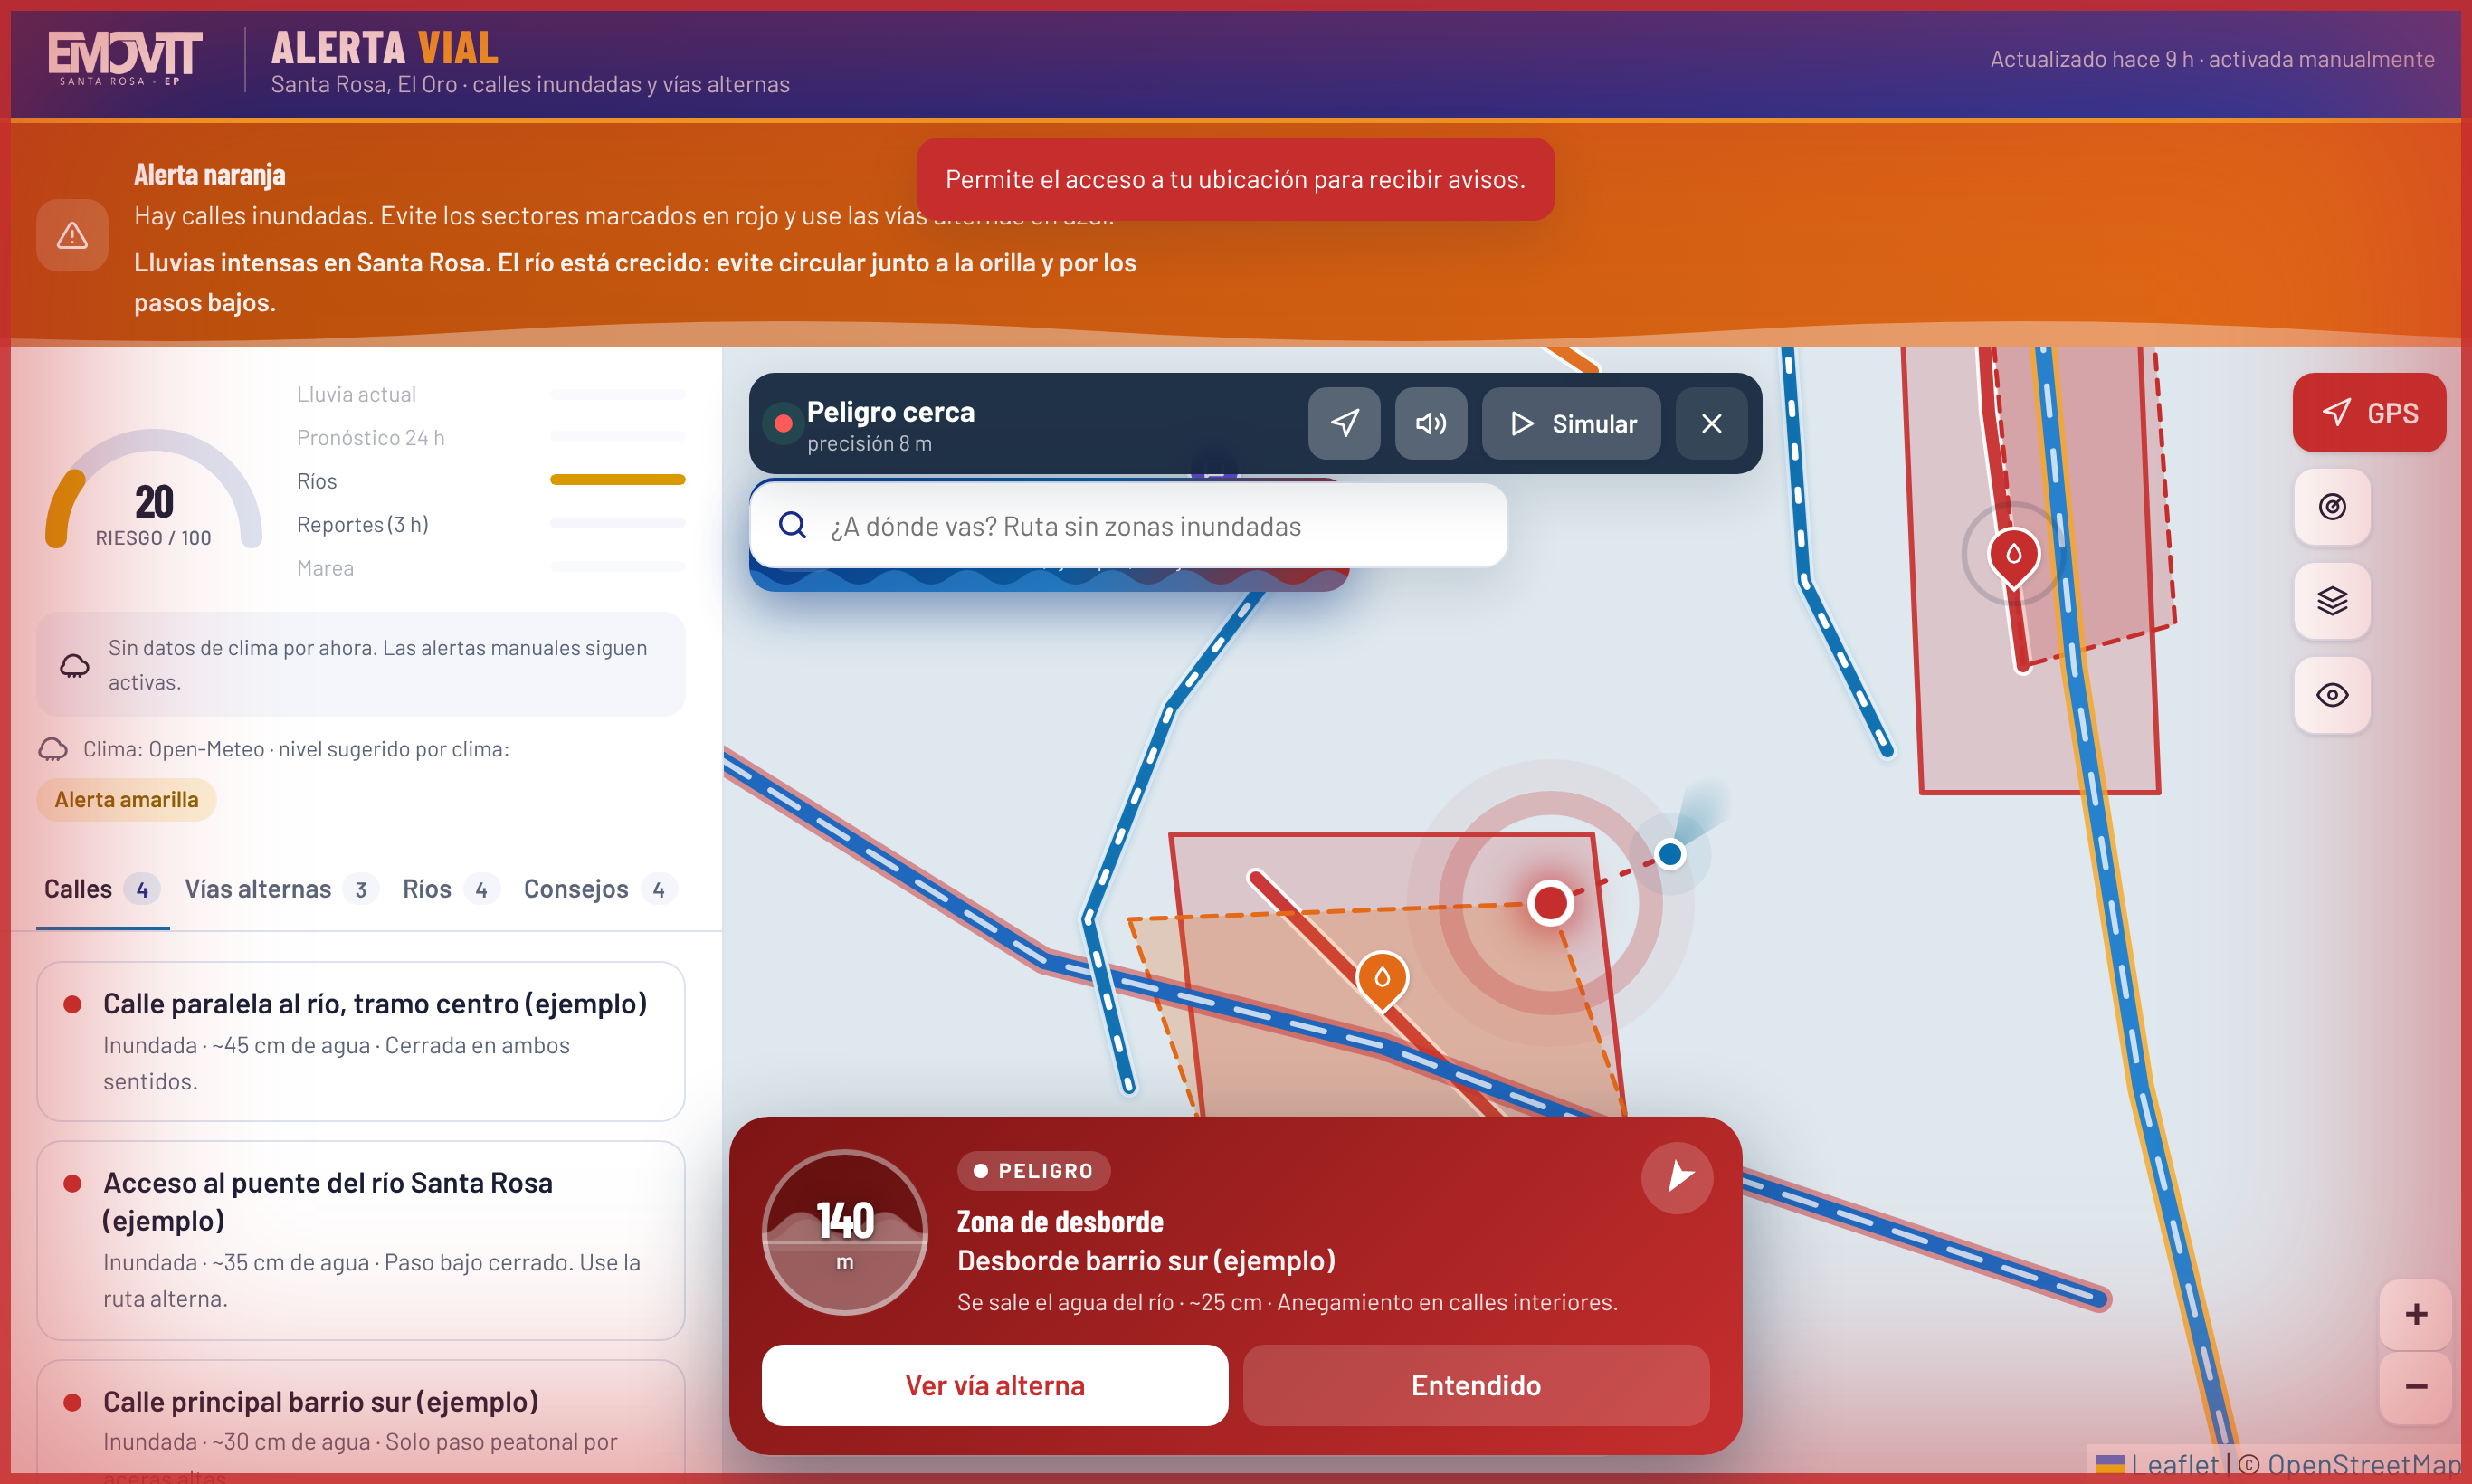 EMOVTT
SANTA ROSA · EP
ALERTA VIAL
Santa Rosa, El Oro · calles inundadas y vías alternas
Actualizado hace 9 h · activada manualmente
Permite el acceso a tu ubicación para recibir avisos.
Alerta naranja
Hay calles inundadas. Evite los sectores marcados en rojo y use las vías alternas en azul.
Lluvias intensas en Santa Rosa. El río está crecido: evite circular junto a la orilla y por los
pasos bajos.
20
RIESGO / 100
Lluvia actual
Pronóstico 24 h
Ríos
Reportes (3 h)
Marea
Sin datos de clima por ahora. Las alertas manuales siguen
activas.
Clima: Open-Meteo · nivel sugerido por clima:
Alerta amarilla
Calles 4
Vías alternas 3
Ríos 4
Consejos 4
Calle paralela al río, tramo centro (ejemplo)
Inundada · ~45 cm de agua · Cerrada en ambos
sentidos.
Acceso al puente del río Santa Rosa
(ejemplo)
Inundada · ~35 cm de agua · Paso bajo cerrado. Use la
ruta alterna.
Calle principal barrio sur (ejemplo)
Inundada · ~30 cm de agua · Solo paso peatonal por
aceras altas.
Peligro cerca
precisión 8 m
Simular
¿A dónde vas? Ruta sin zonas inundadas
GPS
140
m
PELIGRO
Zona de desborde
Desborde barrio sur (ejemplo)
Se sale el agua del río · ~25 cm · Anegamiento en calles interiores.
Ver vía alterna
Entendido
+
−
Leaflet | © OpenStreetMap